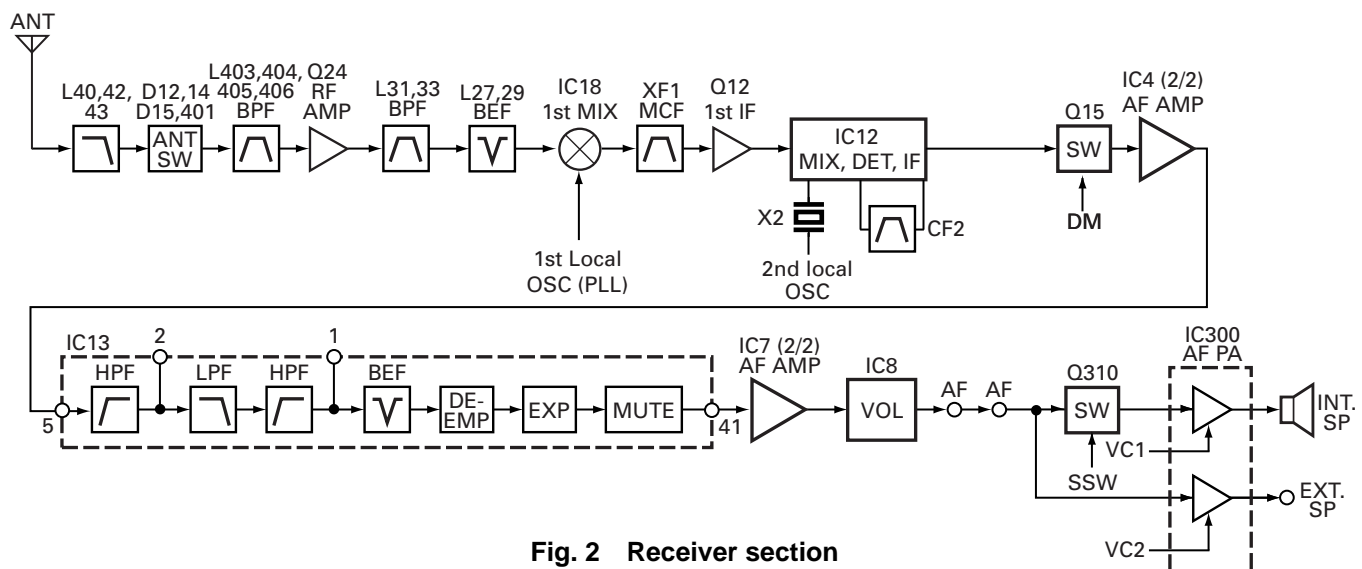 ANT
L40,42,
43
D12,14
D15,401
ANT
SW
L403,404,
405,406
BPF
Q24
RF
AMP
L31,33
BPF
L27,29
BEF
IC18
1st MIX
1st Local
OSC (PLL)
XF1
MCF
Q12
1st IF
IC12
MIX, DET, IF
X2
2nd local
OSC
CF2
Q15
SW
DM
IC4 (2/2)
AF AMP
IC13
5
HPF
2
LPF
HPF
1
BEF
DE-
EMP
EXP
MUTE
41
IC7 (2/2)
AF AMP
IC8
VOL
AF
AF
Q310
SW
SSW
IC300
AF PA
VC1
INT.
SP
VC2
EXT.
SP
Fig. 2 Receiver section